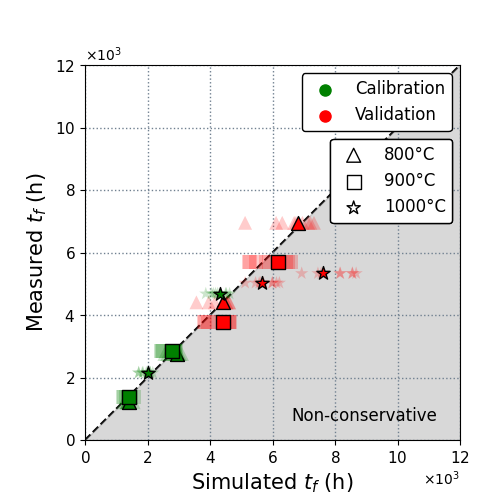 ×10³
12
10
8
6
4
2
0
Measured t_f (h)
Calibration
Validation
800°C
900°C
1000°C
Non-conservative
0 2 4 6 8 10 12
Simulated t_f (h)
×10³